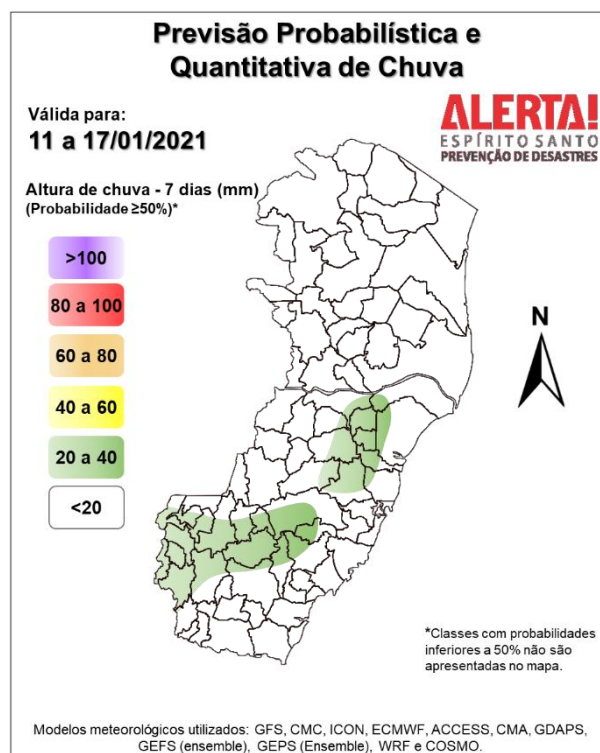 Previsão Probabilística e
Quantitativa de Chuva
Válida para:
11 a 17/01/2021
ALERTA!
ESPÍRITO SANTO
PREVENÇÃO DE DESASTRES
Altura de chuva - 7 dias (mm)
(Probabilidade ≥50%)*
>100
80 a 100
60 a 80
40 a 60
20 a 40
<20
N
*Classes com probabilidades
inferiores a 50% não são
apresentadas no mapa.
Modelos meteorológicos utilizados: GFS, CMC, ICON, ECMWF, ACCESS, CMA, GDAPS,
GEFS (ensemble), GEPS (Ensemble), WRF e COSMO.